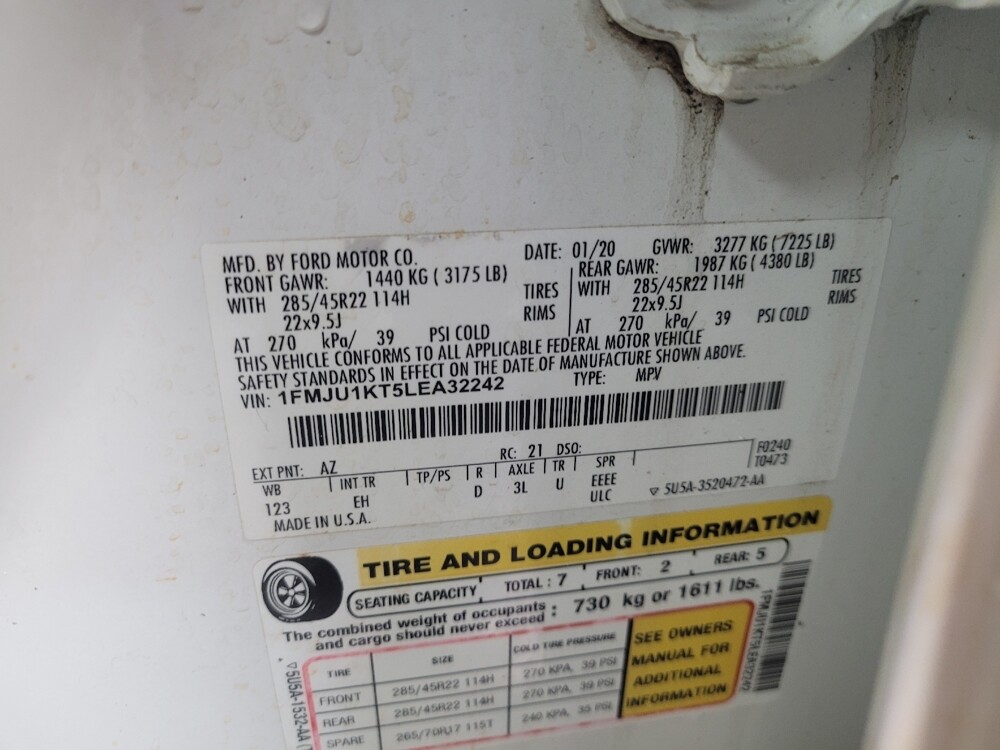 MFD. BY FORD MOTOR CO. DATE: 01/20 GVWR: 3277 KG ( 7225 LB)
FRONT GAWR: 1440 KG ( 3175 LB) REAR GAWR: 1987 KG ( 4380 LB)
WITH 285/45R22 114H TIRES WITH 285/45R22 114H TIRES
22x9.5J RIMS 22x9.5J RIMS
AT 270 kPa/ 39 PSI COLD AT 270 kPa/ 39 PSI COLD
THIS VEHICLE CONFORMS TO ALL APPLICABLE FEDERAL MOTOR VEHICLE
SAFETY STANDARDS IN EFFECT ON THE DATE OF MANUFACTURE SHOWN ABOVE.
VIN: 1FMJU1KT5LEA32242 TYPE: MPV
EXT PNT: AZ RC: 21 DSO: F0240
T0473
WB INT TR TP/PS R AXLE TR SPR
123 EH D 3L U EEEE
ULC
MADE IN U.S.A. 5U5A-3520472-AA
TIRE AND LOADING INFORMATION
SEATING CAPACITY TOTAL : 7 FRONT: 2 REAR: 5
The combined weight of occupants
and cargo should never exceed : 730 kg or 1611 lbs.
TIRE SIZE COLD TIRE PRESSURE
FRONT 285/45R22 114H 270 KPA, 39 PSI
REAR 285/45R22 114H 270 KPA, 39 PSI
SPARE 265/70R17 115T 240 KPA, 35 PSI
SEE OWNERS
MANUAL FOR
ADDITIONAL
INFORMATION
1FMJU1KT5LEA32242
5U5A-1532-AA